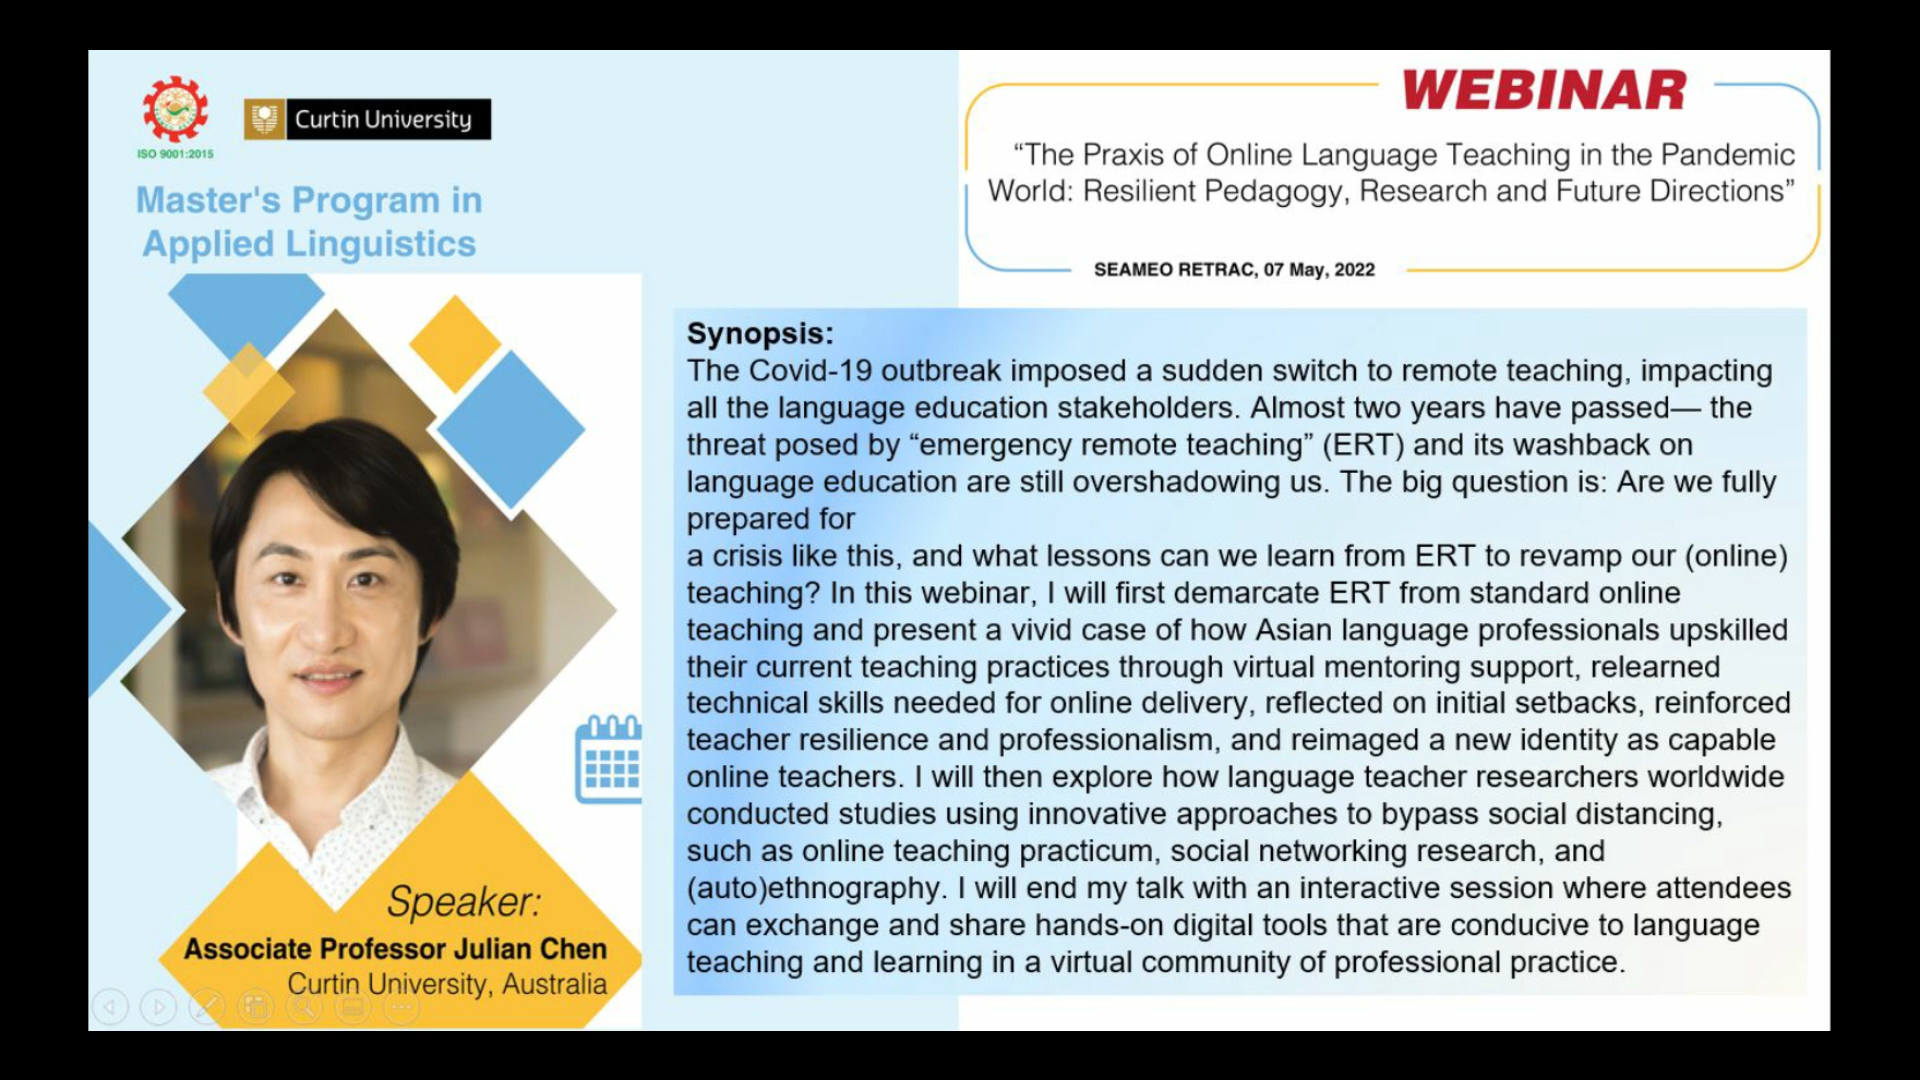 ISO 9001:2015
Curtin University
Master's Program in
Applied Linguistics
WEBINAR
“The Praxis of Online Language Teaching in the Pandemic
World: Resilient Pedagogy, Research and Future Directions”
SEAMEO RETRAC, 07 May, 2022
Synopsis:
The Covid-19 outbreak imposed a sudden switch to remote teaching, impacting
all the language education stakeholders. Almost two years have passed— the
threat posed by “emergency remote teaching” (ERT) and its washback on
language education are still overshadowing us. The big question is: Are we fully
prepared for
a crisis like this, and what lessons can we learn from ERT to revamp our (online)
teaching? In this webinar, I will first demarcate ERT from standard online
teaching and present a vivid case of how Asian language professionals upskilled
their current teaching practices through virtual mentoring support, relearned
technical skills needed for online delivery, reflected on initial setbacks, reinforced
teacher resilience and professionalism, and reimaged a new identity as capable
online teachers. I will then explore how language teacher researchers worldwide
conducted studies using innovative approaches to bypass social distancing,
such as online teaching practicum, social networking research, and
(auto)ethnography. I will end my talk with an interactive session where attendees
can exchange and share hands-on digital tools that are conducive to language
teaching and learning in a virtual community of professional practice.
Speaker:
Associate Professor Julian Chen
Curtin University, Australia